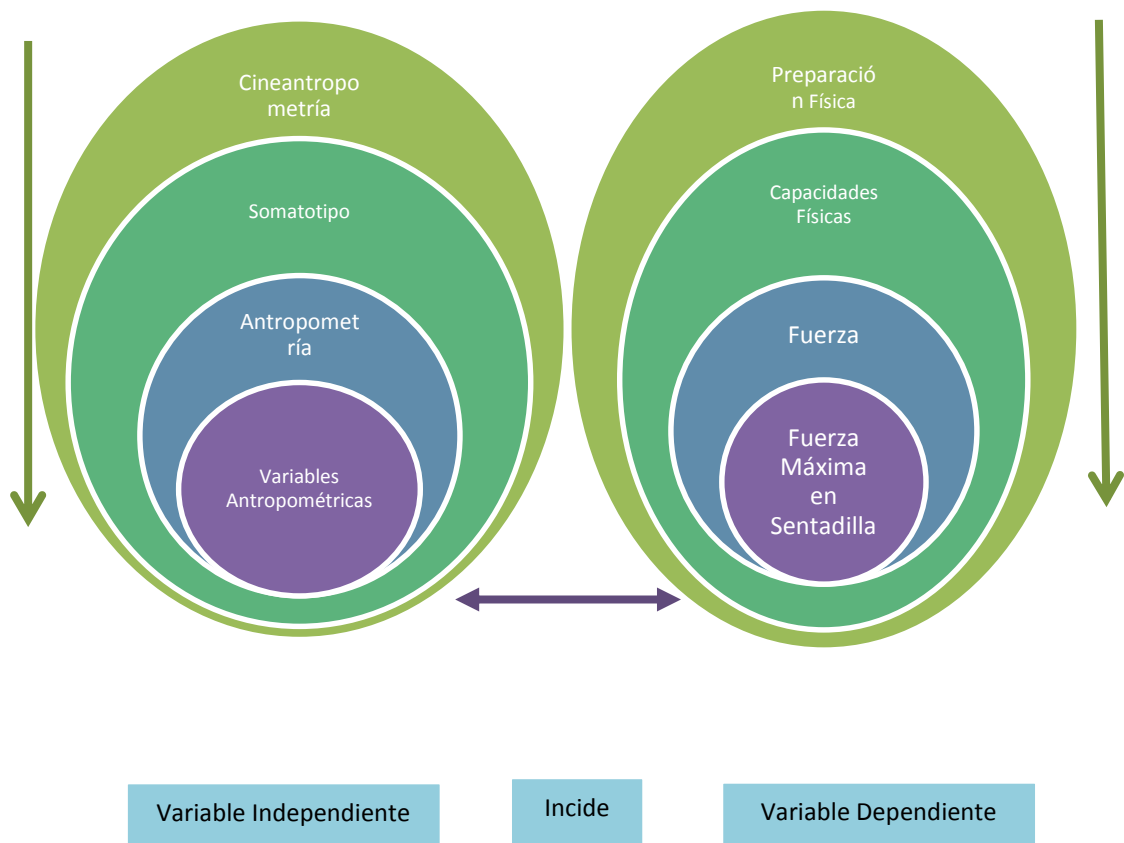 Cineantropo
metría
Somatotipo
Antropomet
ría
Variables
Antropométricas
Preparació
n Física
Capacidades
Físicas
Fuerza
Fuerza
Máxima
en
Sentadilla
Variable Independiente
Incide
Variable Dependiente